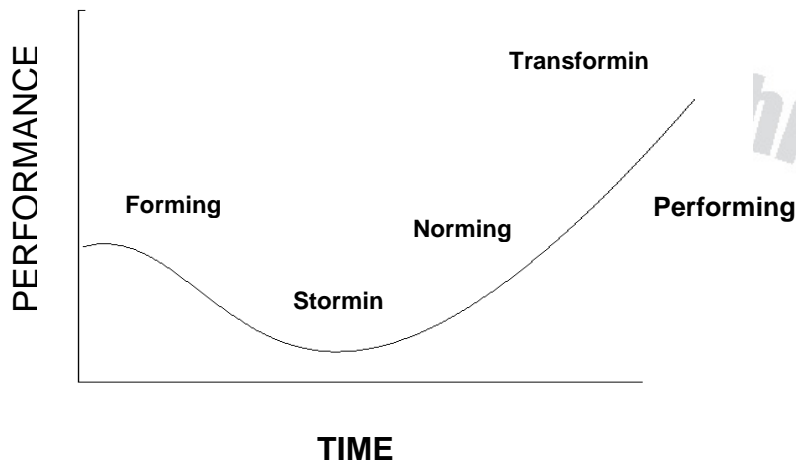 PERFORMANCE
Transformin
Forming
Performing
Norming
Stormin
TIME